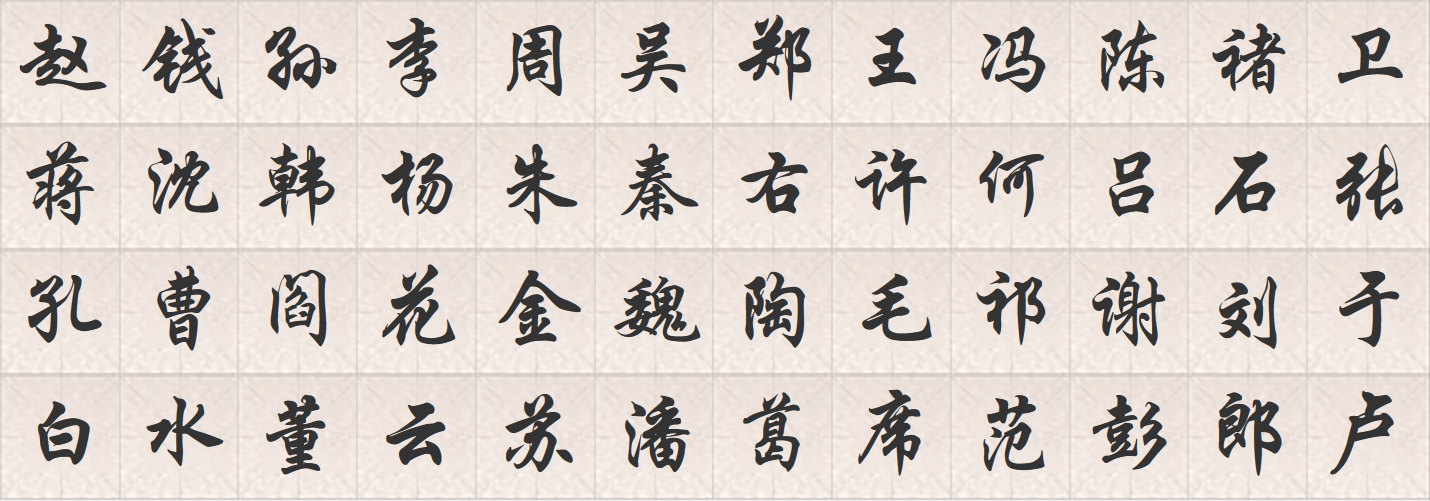 赵钱孙李周吴郑王冯陈褚卫
蒋沈韩杨朱秦右许何吕石张
孔曹阎花金魏陶毛祁谢刘于
白水董云苏潘葛席范彭郎卢